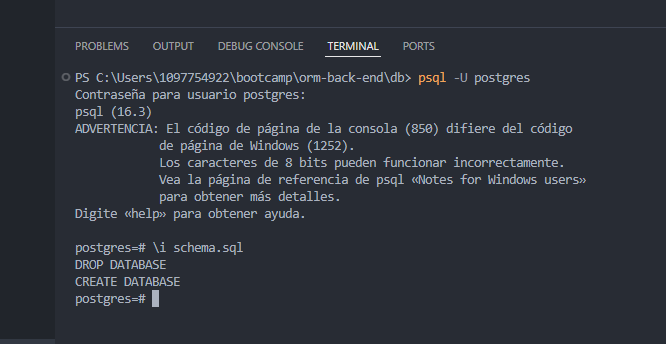 PROBLEMS OUTPUT DEBUG CONSOLE TERMINAL PORTS
PS C:\Users\1097754922\bootcamp\orm-back-end\db> psql -U postgres
Contraseña para usuario postgres:
psql (16.3)
ADVERTENCIA: El código de página de la consola (850) difiere del código
de página de Windows (1252).
Los caracteres de 8 bits pueden funcionar incorrectamente.
Vea la página de referencia de psql «Notes for Windows users»
para obtener más detalles.
Digite «help» para obtener ayuda.
postgres=# \i schema.sql
DROP DATABASE
CREATE DATABASE
postgres=#